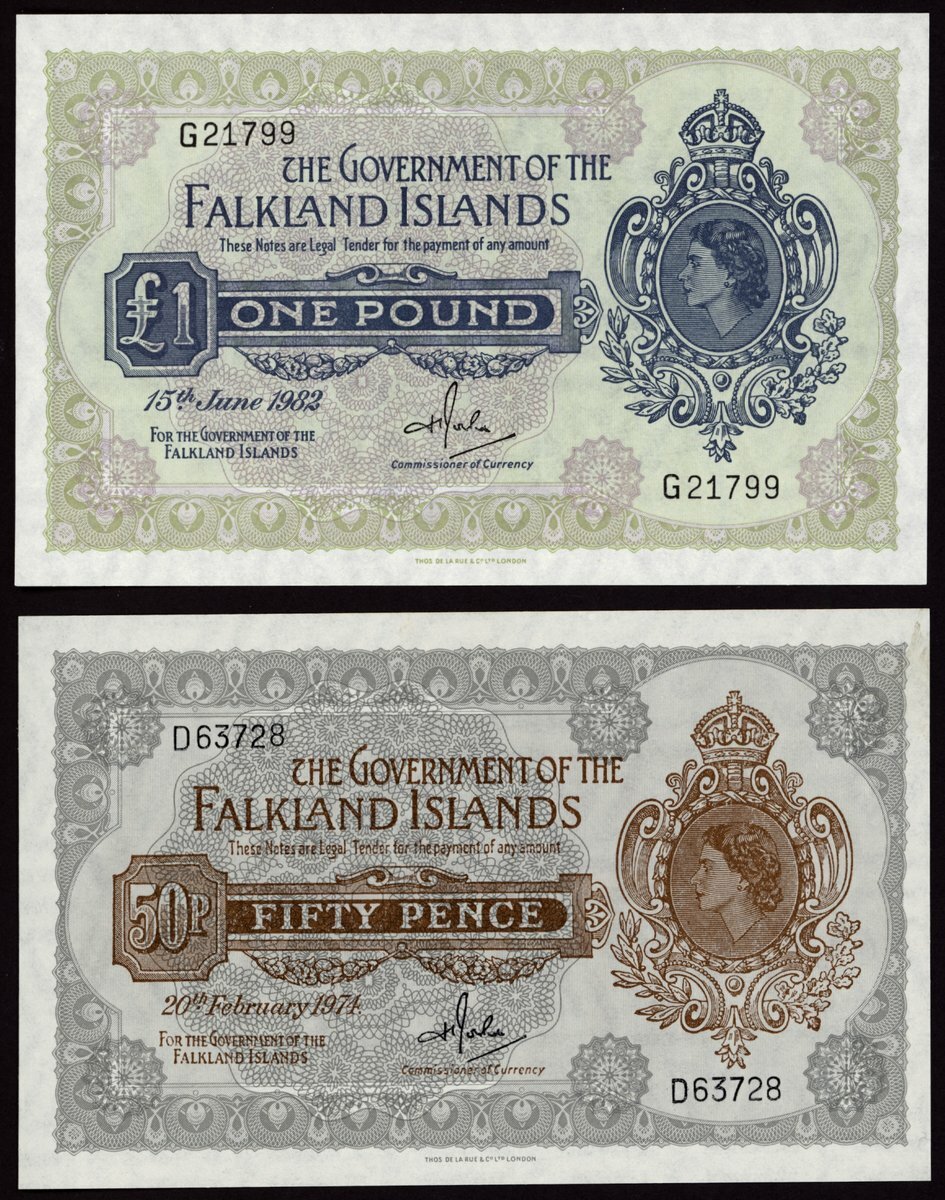 G21799
THE GOVERNMENT OF THE
FALKLAND ISLANDS
These Notes are Legal Tender for the payment of any amount
£1 ONE POUND
15th June 1982
FOR THE GOVERNMENT OF THE
FALKLAND ISLANDS
Commissioner of Currency
G21799
THOS DE LA RUE & CO LTD LONDON
D63728
THE GOVERNMENT OF THE
FALKLAND ISLANDS
These Notes are Legal Tender for the payment of any amount
50P FIFTY PENCE
20th February 1974.
FOR THE GOVERNMENT OF THE
FALKLAND ISLANDS
Commissioner of Currency
D63728
THOS DE LA RUE & CO LTD LONDON